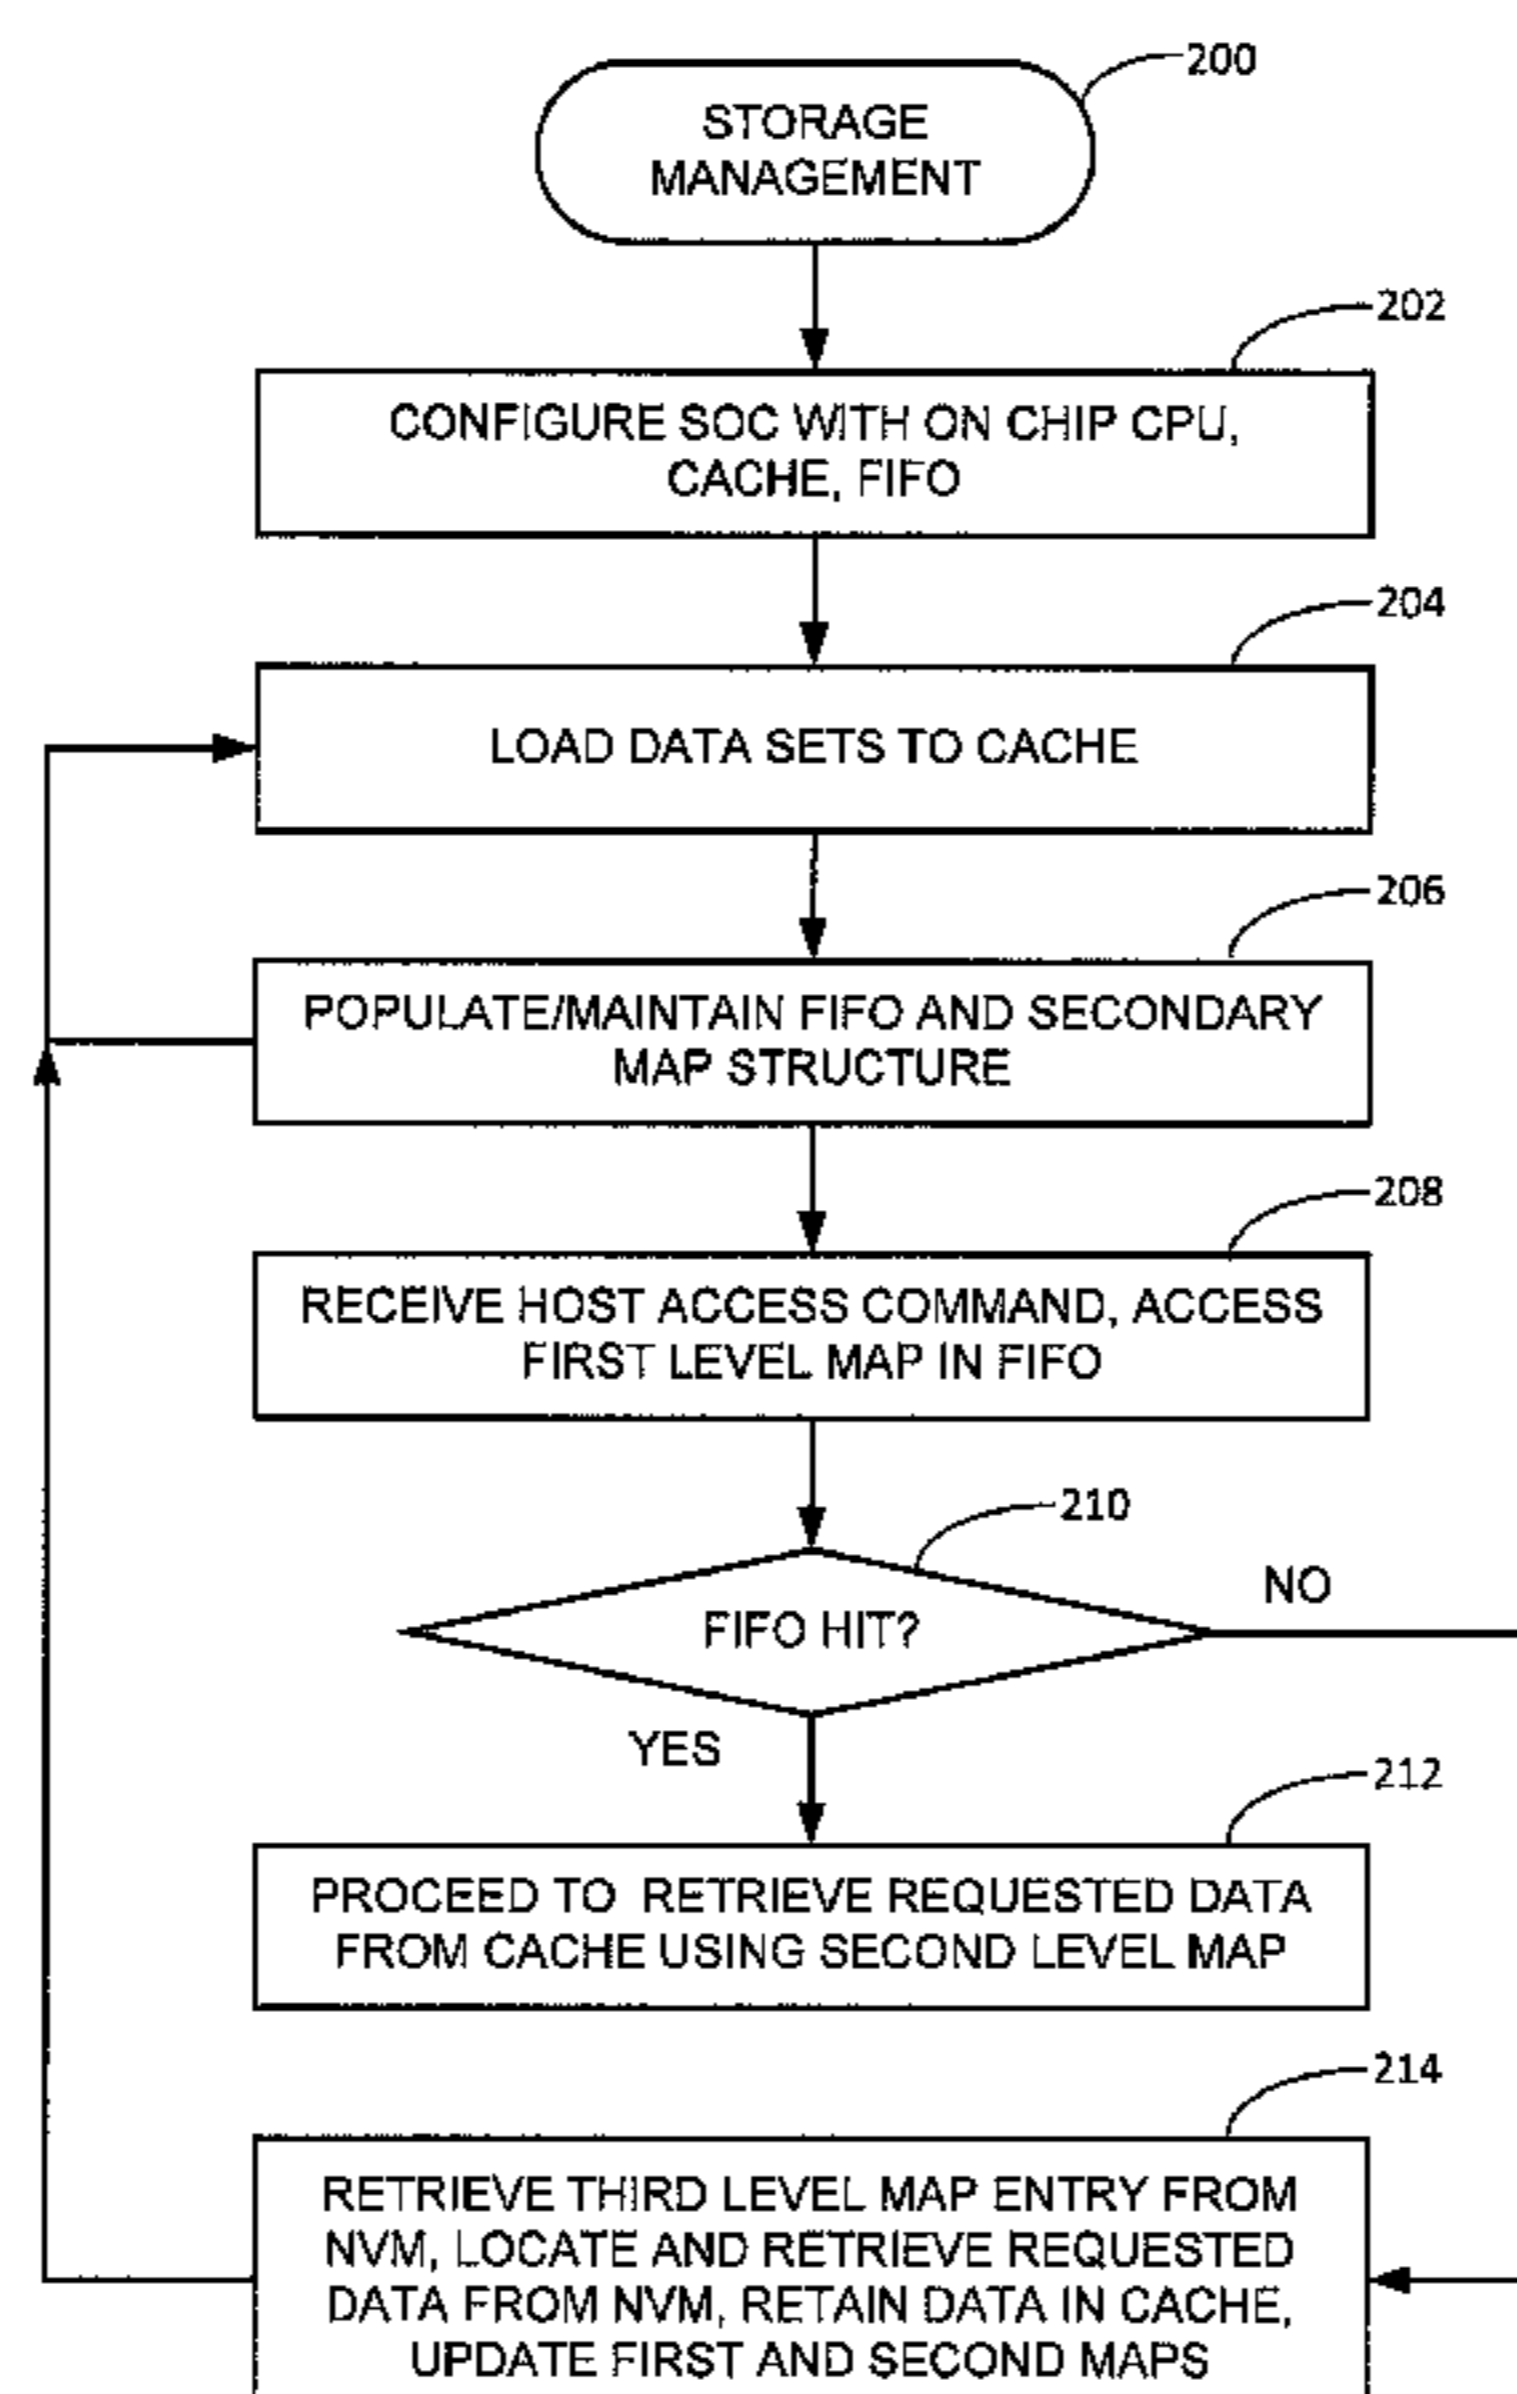 200
STORAGE
MANAGEMENT
202
CONFIGURE SOC WITH ON CHIP CPU,
CACHE, FIFO
204
LOAD DATA SETS TO CACHE
206
POPULATE/MAINTAIN FIFO AND SECONDARY
MAP STRUCTURE
208
RECEIVE HOST ACCESS COMMAND, ACCESS
FIRST LEVEL MAP IN FIFO
210
NO
FIFO HIT?
YES
212
PROCEED TO RETRIEVE REQUESTED DATA
FROM CACHE USING SECOND LEVEL MAP
214
RETRIEVE THIRD LEVEL MAP ENTRY FROM
NVM, LOCATE AND RETRIEVE REQUESTED
DATA FROM NVM, RETAIN DATA IN CACHE,
UPDATE FIRST AND SECOND MAPS